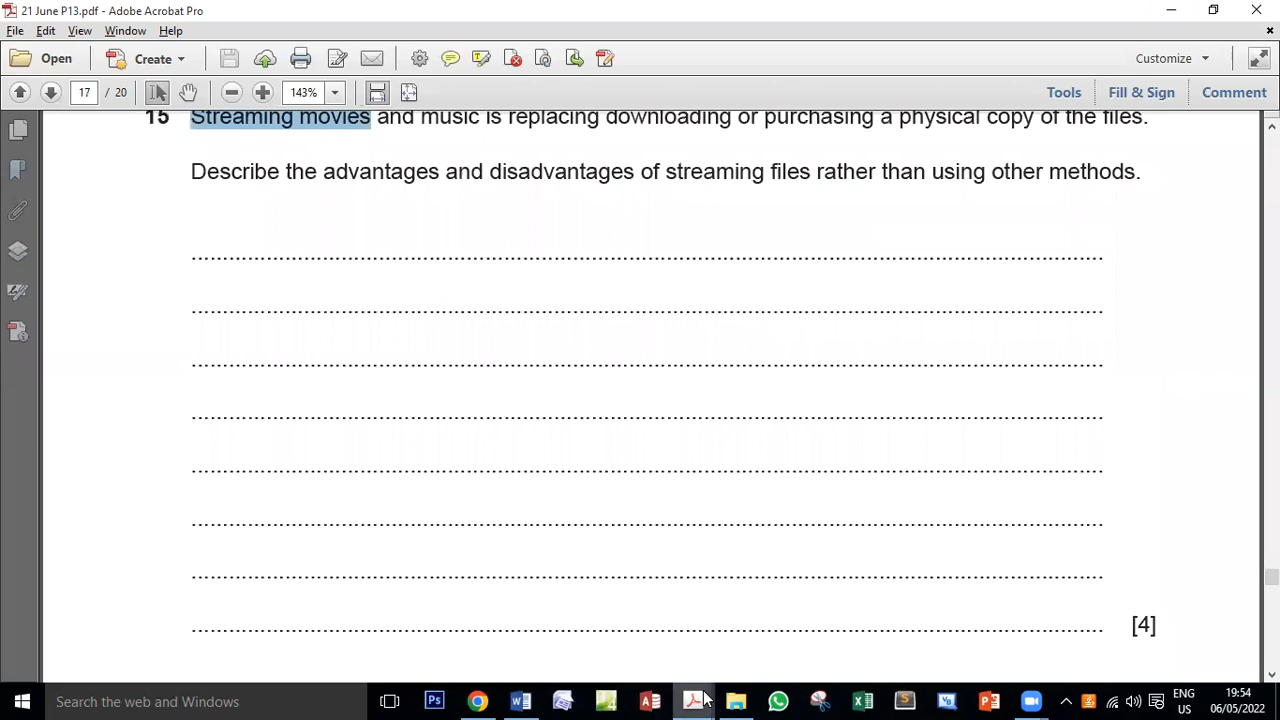 21 June P13.pdf - Adobe Acrobat Pro
File Edit View Window Help
Open Create Customize
17 / 20 143% Tools Fill & Sign Comment
15 Streaming movies and music is replacing downloading or purchasing a physical copy of the files.
Describe the advantages and disadvantages of streaming files rather than using other methods.
[4]
Search the web and Windows
ENG
US
19:54
06/05/2022